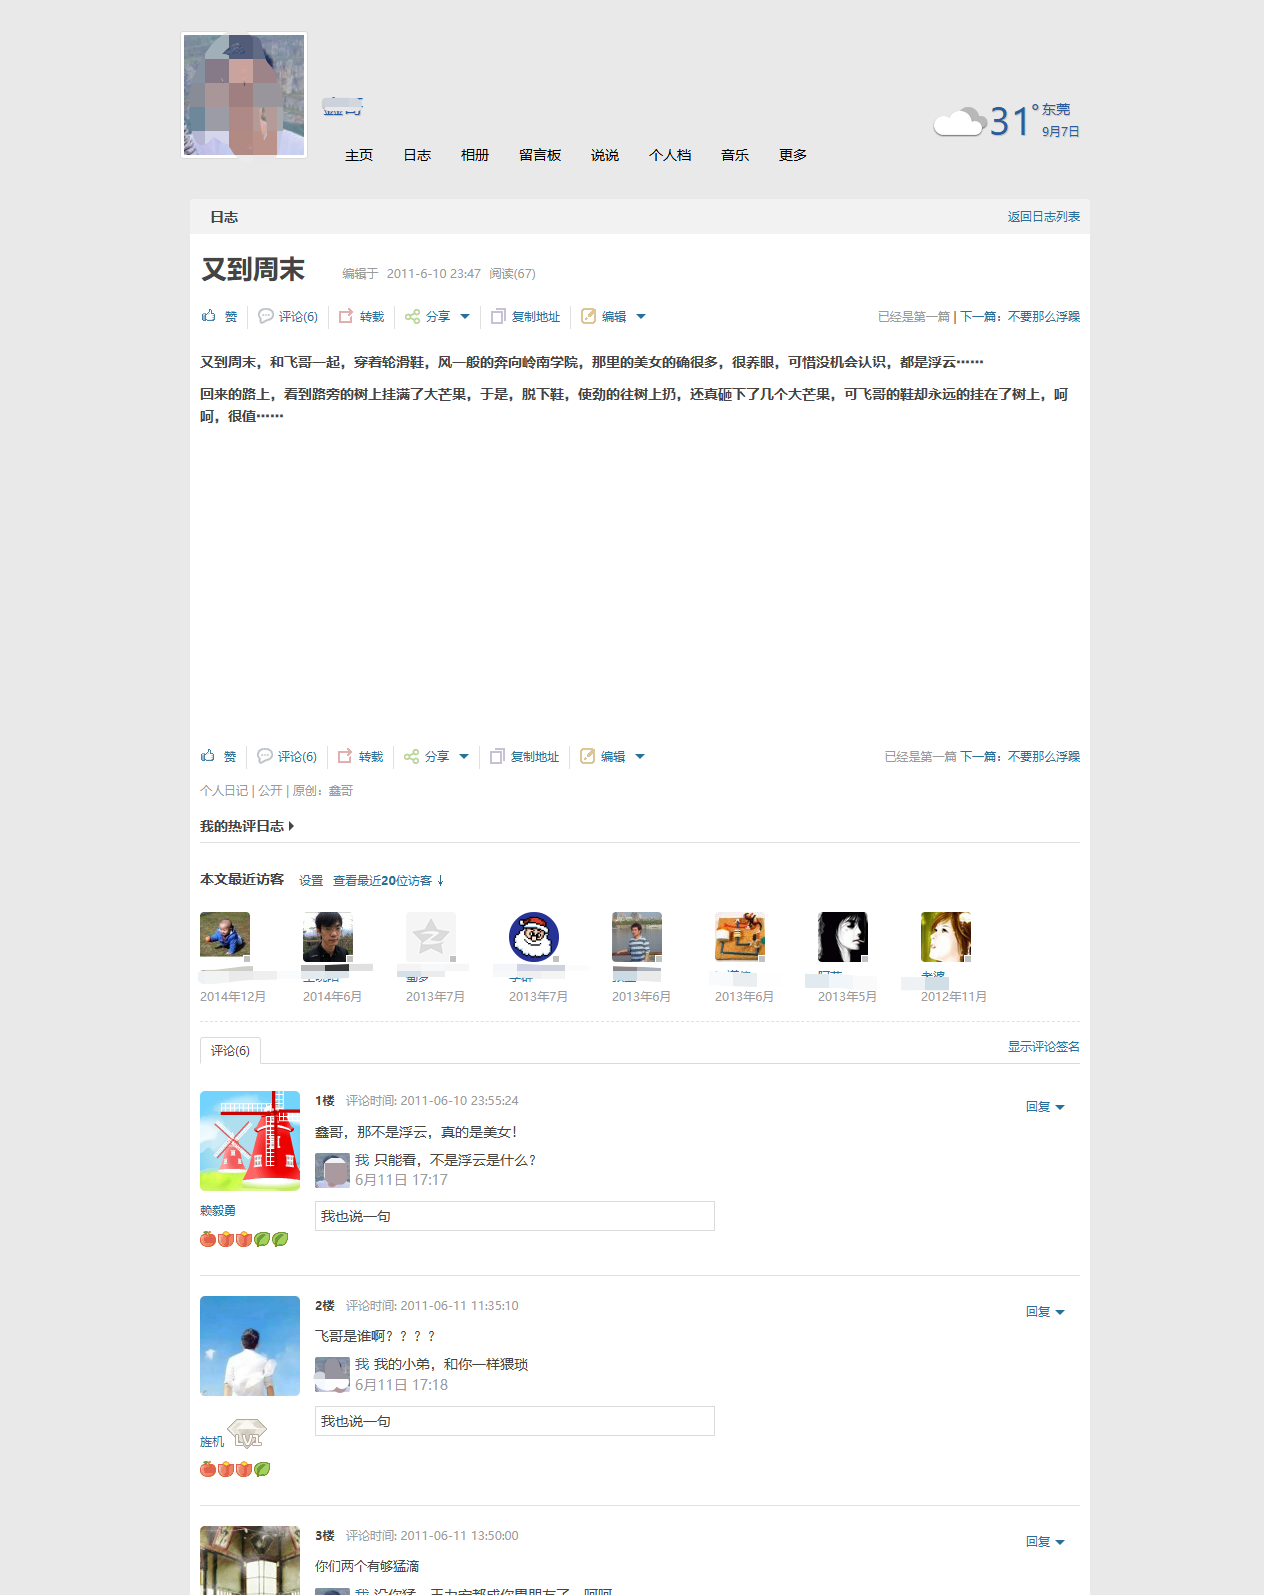 31°
东莞
9月7日
主页 日志 相册 留言板 说说 个人档 音乐 更多
日志 返回日志列表
又到周末 编辑于 2011-6-10 23:47 阅读(67)
赞 评论(6) 转载 分享 复制地址 编辑 已经是第一篇 | 下一篇：不要那么浮躁
又到周末，和飞哥一起，穿着轮滑鞋，风一般的奔向岭南学院，那里的美女的确很多，很养眼，可惜没机会认识，都是浮云……
回来的路上，看到路旁的树上挂满了大芒果，于是，脱下鞋，使劲的往树上扔，还真砸下了几个大芒果，可飞哥的鞋却永远的挂在了树上，呵
呵，很值……
赞 评论(6) 转载 分享 复制地址 编辑 已经是第一篇 下一篇：不要那么浮躁
个人日记 | 公开 | 原创：鑫哥
我的热评日志
本文最近访客 设置 查看最近20位访客 ↓
2014年12月 2014年6月 2013年7月 2013年7月 2013年6月 2013年6月 2013年5月 2012年11月
评论(6) 显示评论签名
1楼 评论时间: 2011-06-10 23:55:24
回复
鑫哥，那不是浮云，真的是美女！
我 只能看，不是浮云是什么？
6月11日 17:17
赖毅勇
我也说一句
2楼 评论时间: 2011-06-11 11:35:10
回复
飞哥是谁啊？？？？
我 我的小弟，和你一样猥琐
6月11日 17:18
我也说一句
旌机 LV1
3楼 评论时间: 2011-06-11 13:50:00
回复
你们两个有够猛滴